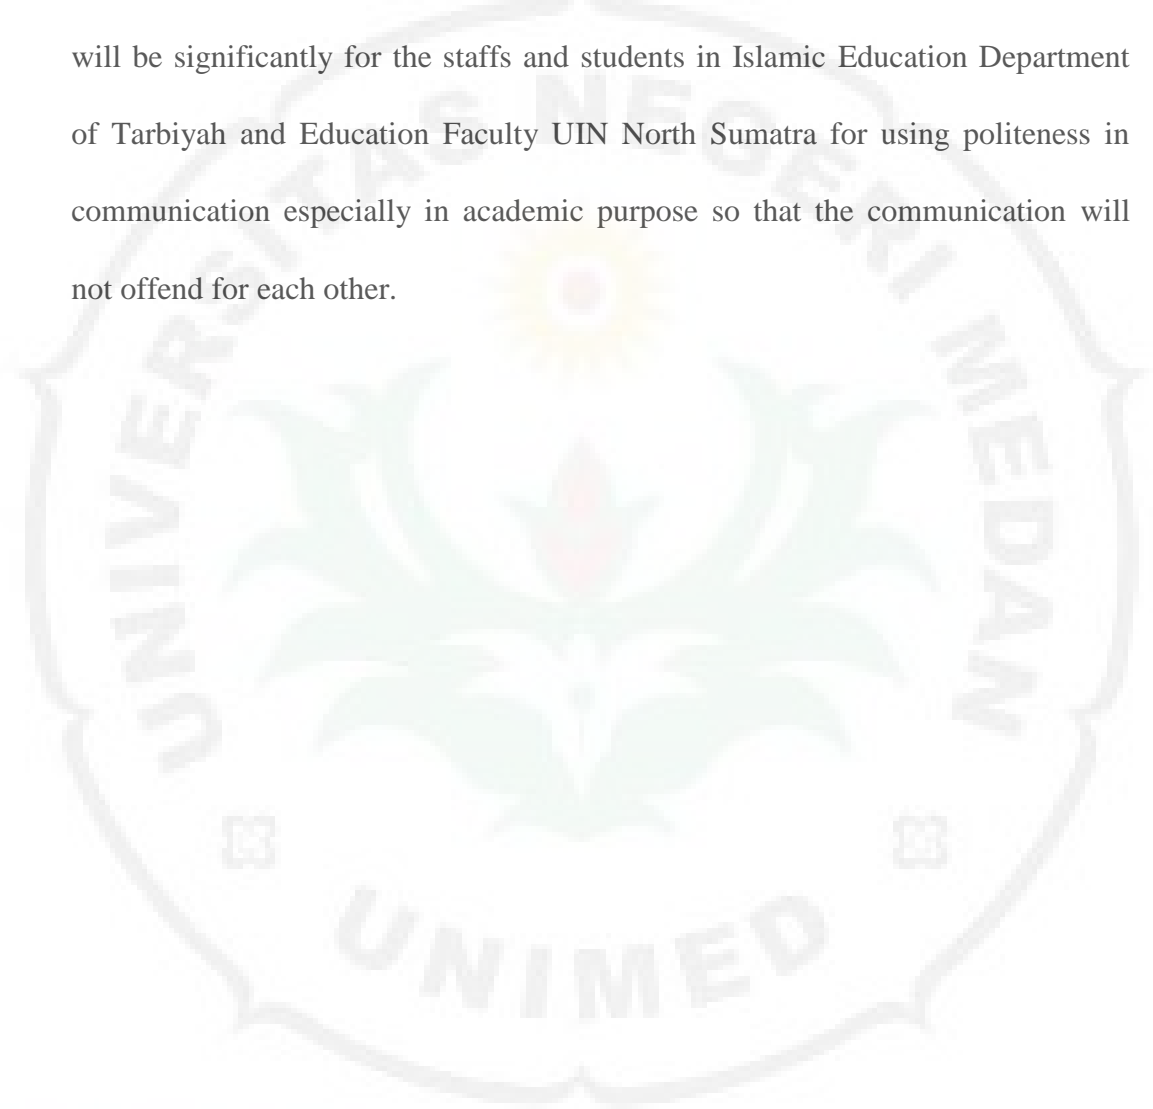 will be significantly for the staffs and students in Islamic Education Department
of Tarbiyah and Education Faculty UIN North Sumatra for using politeness in
communication especially in academic purpose so that the communication will
not offend for each other.
UNIVERSITAS NEGERI MEDAN
UNIMED